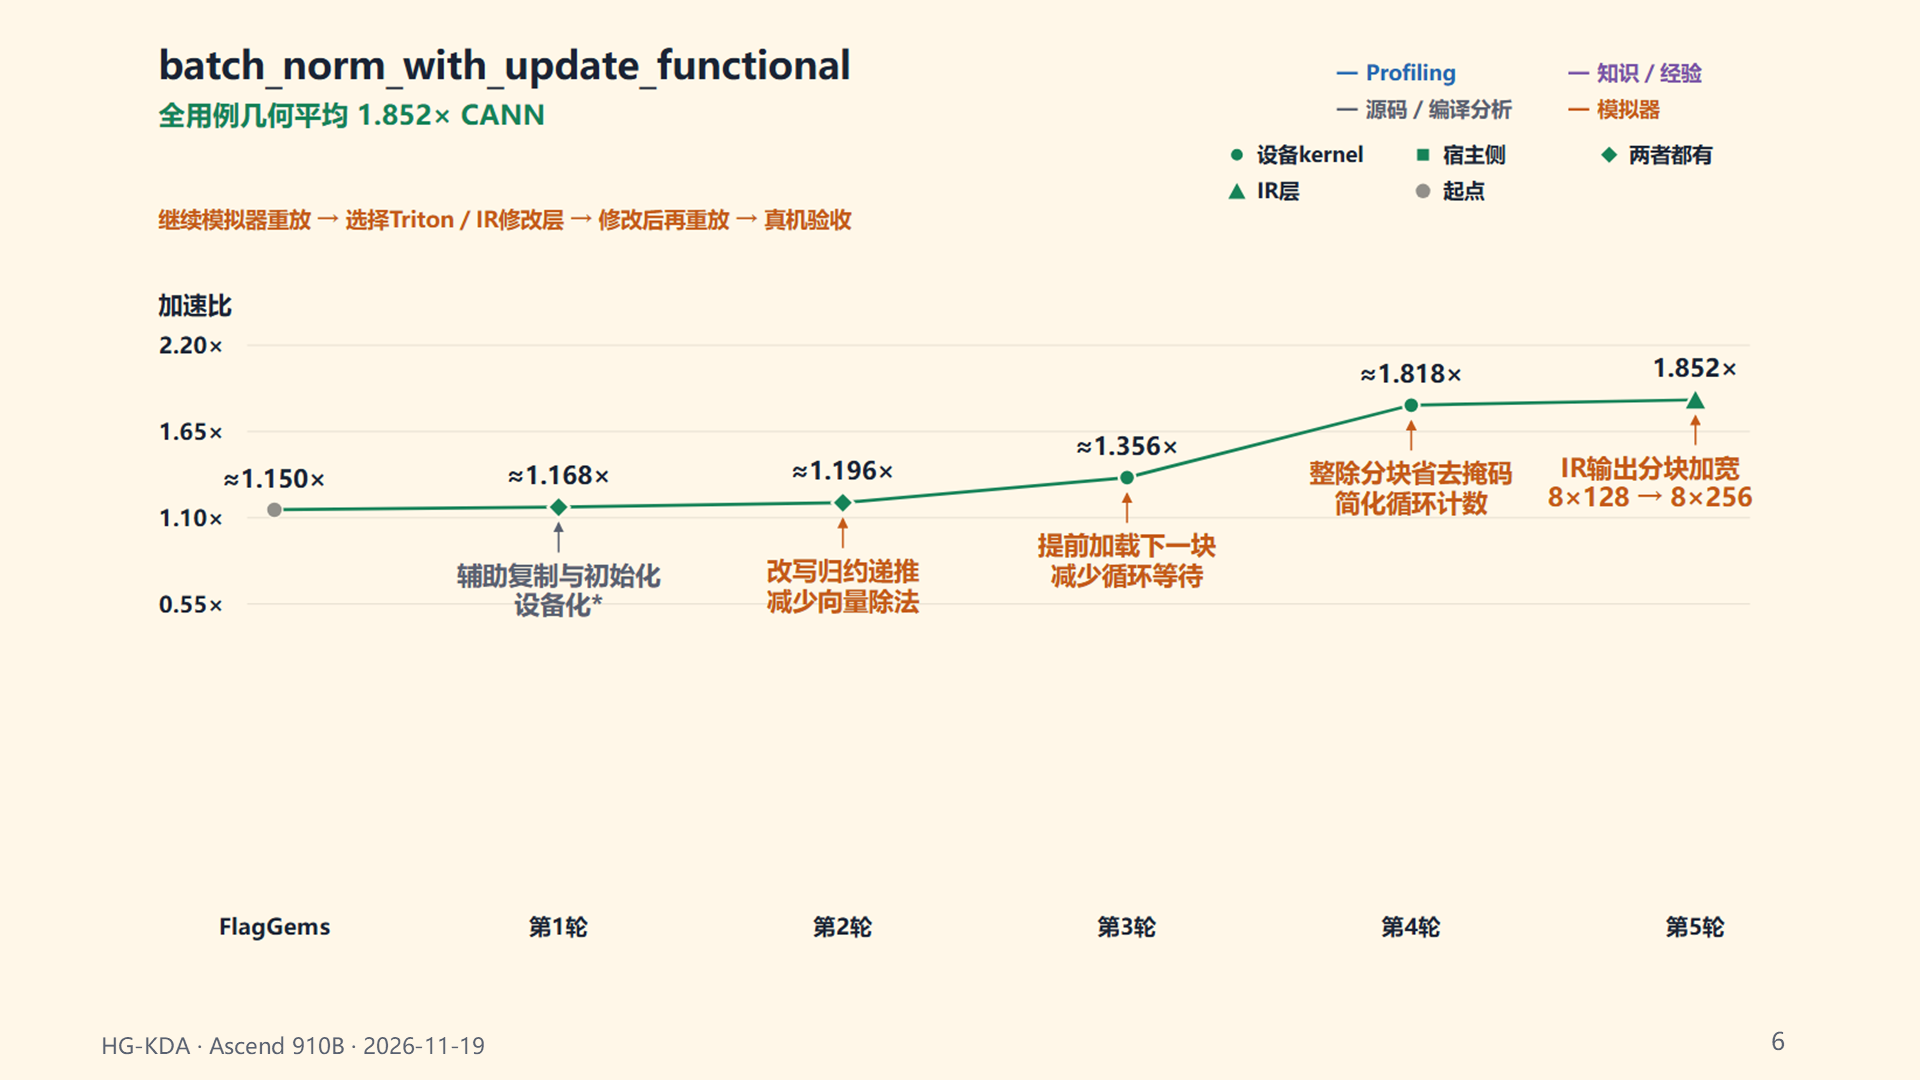 batch_norm_with_update_functional
全用例几何平均 1.852× CANN
— Profiling
— 知识 / 经验
— 源码 / 编译分析
— 模拟器
设备kernel
宿主侧
两者都有
IR层
起点
继续模拟器重放 → 选择Triton / IR修改层 → 修改后再重放 → 真机验收
加速比
2.20×
1.65×
1.10×
0.55×
≈1.150×
≈1.168×
≈1.196×
≈1.356×
≈1.818×
1.852×
辅助复制与初始化
设备化*
改写归约递推
减少向量除法
提前加载下一块
减少循环等待
整除分块省去掩码
简化循环计数
IR输出分块加宽
8×128 → 8×256
FlagGems
第1轮
第2轮
第3轮
第4轮
第5轮
HG-KDA · Ascend 910B · 2026-11-19
6